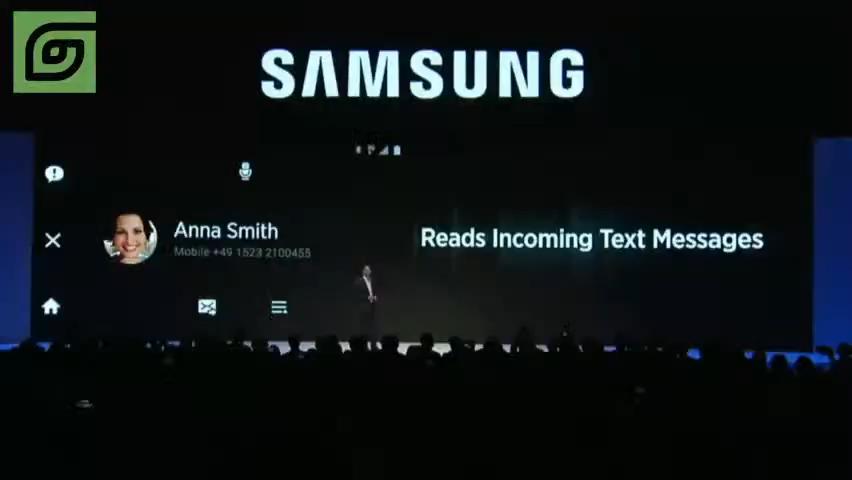 SAMSUNG
Anna Smith
Mobile +49 1523 2100455
Reads Incoming Text Messages